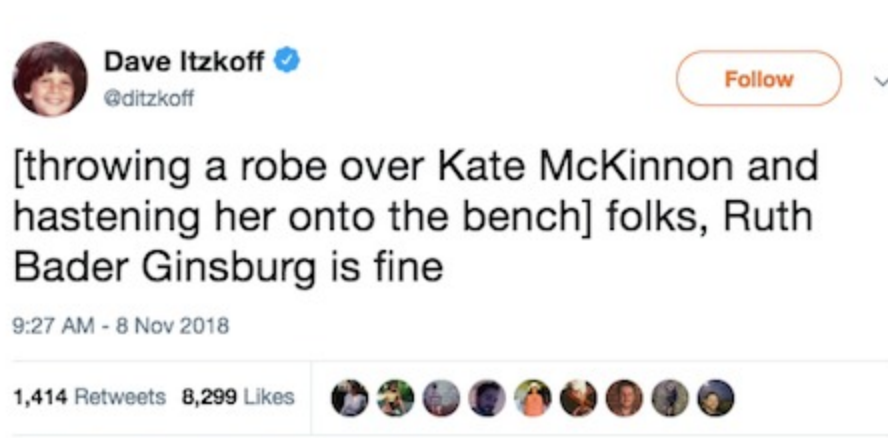 Dave Itzkoff
@ditzkoff
Follow
[throwing a robe over Kate McKinnon and
hastening her onto the bench] folks, Ruth
Bader Ginsburg is fine
9:27 AM - 8 Nov 2018
1,414 Retweets 8,299 Likes